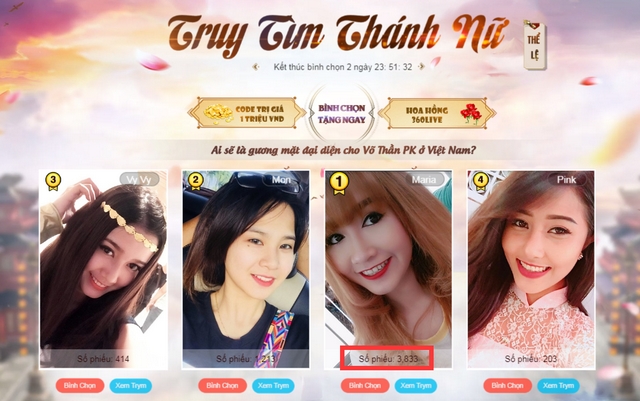 Truy Tìm Thánh Nữ
THỂ LỆ
Kết thúc bình chọn 2 ngày 23: 51: 32
CODE TRỊ GIÁ
1 TRIỆU VND
BÌNH CHỌN
TẶNG NGAY
HOA HỒNG
360LIVE
Ai sẽ là gương mặt đại diện cho Võ Thần PK ở Việt Nam?
3 Vy Vy
2 Mon
1 Maria
4 Pink
Số phiếu: 414
Số phiếu: 1,213
Số phiếu: 3,833
Số phiếu: 203
Bình Chọn Xem Trym
Bình Chọn Xem Trym
Bình Chọn Xem Trym
Bình Chọn Xem Trym